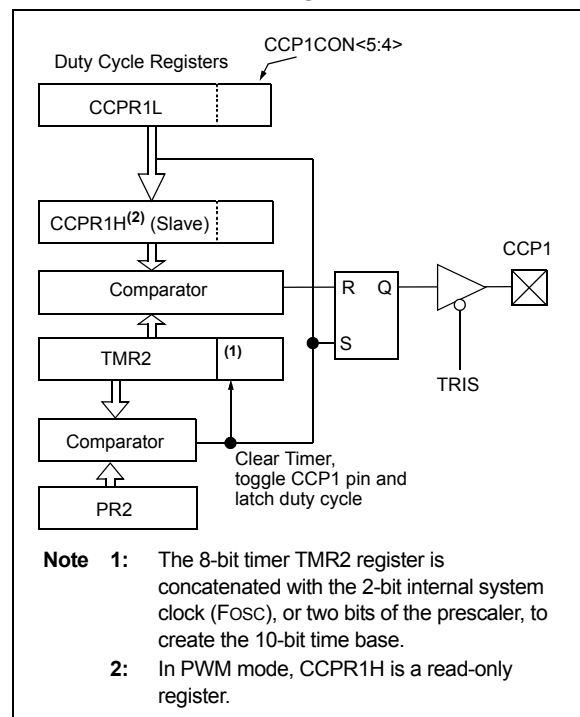 CCP1CON<5:4>
Duty Cycle Registers
CCPR1L
CCPR1H(2) (Slave)
CCP1
Comparator
R Q
TMR2
(1)
S
TRIS
Comparator
Clear Timer,
toggle CCP1 pin and
latch duty cycle
PR2
Note 1: The 8-bit timer TMR2 register is
concatenated with the 2-bit internal system
clock (FOSC), or two bits of the prescaler, to
create the 10-bit time base.
2: In PWM mode, CCPR1H is a read-only
register.